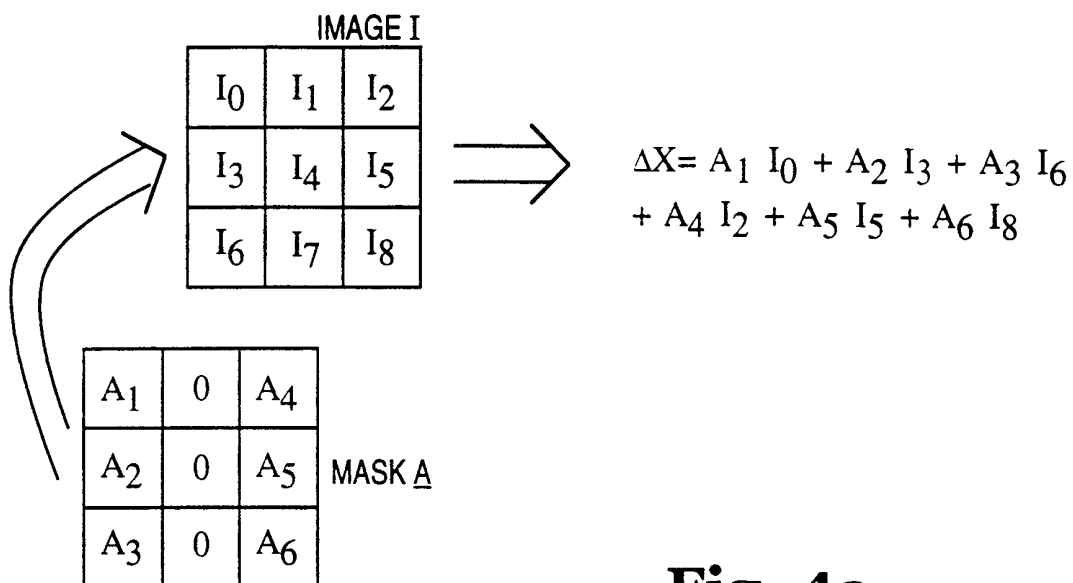 IMAGE I
I0 I1 I2
I3 I4 I5
I6 I7 I8
ΔX= A1 I0 + A2 I3 + A3 I6
+ A4 I2 + A5 I5 + A6 I8
A1 0 A4
A2 0 A5
MASK A
A3 0 A6